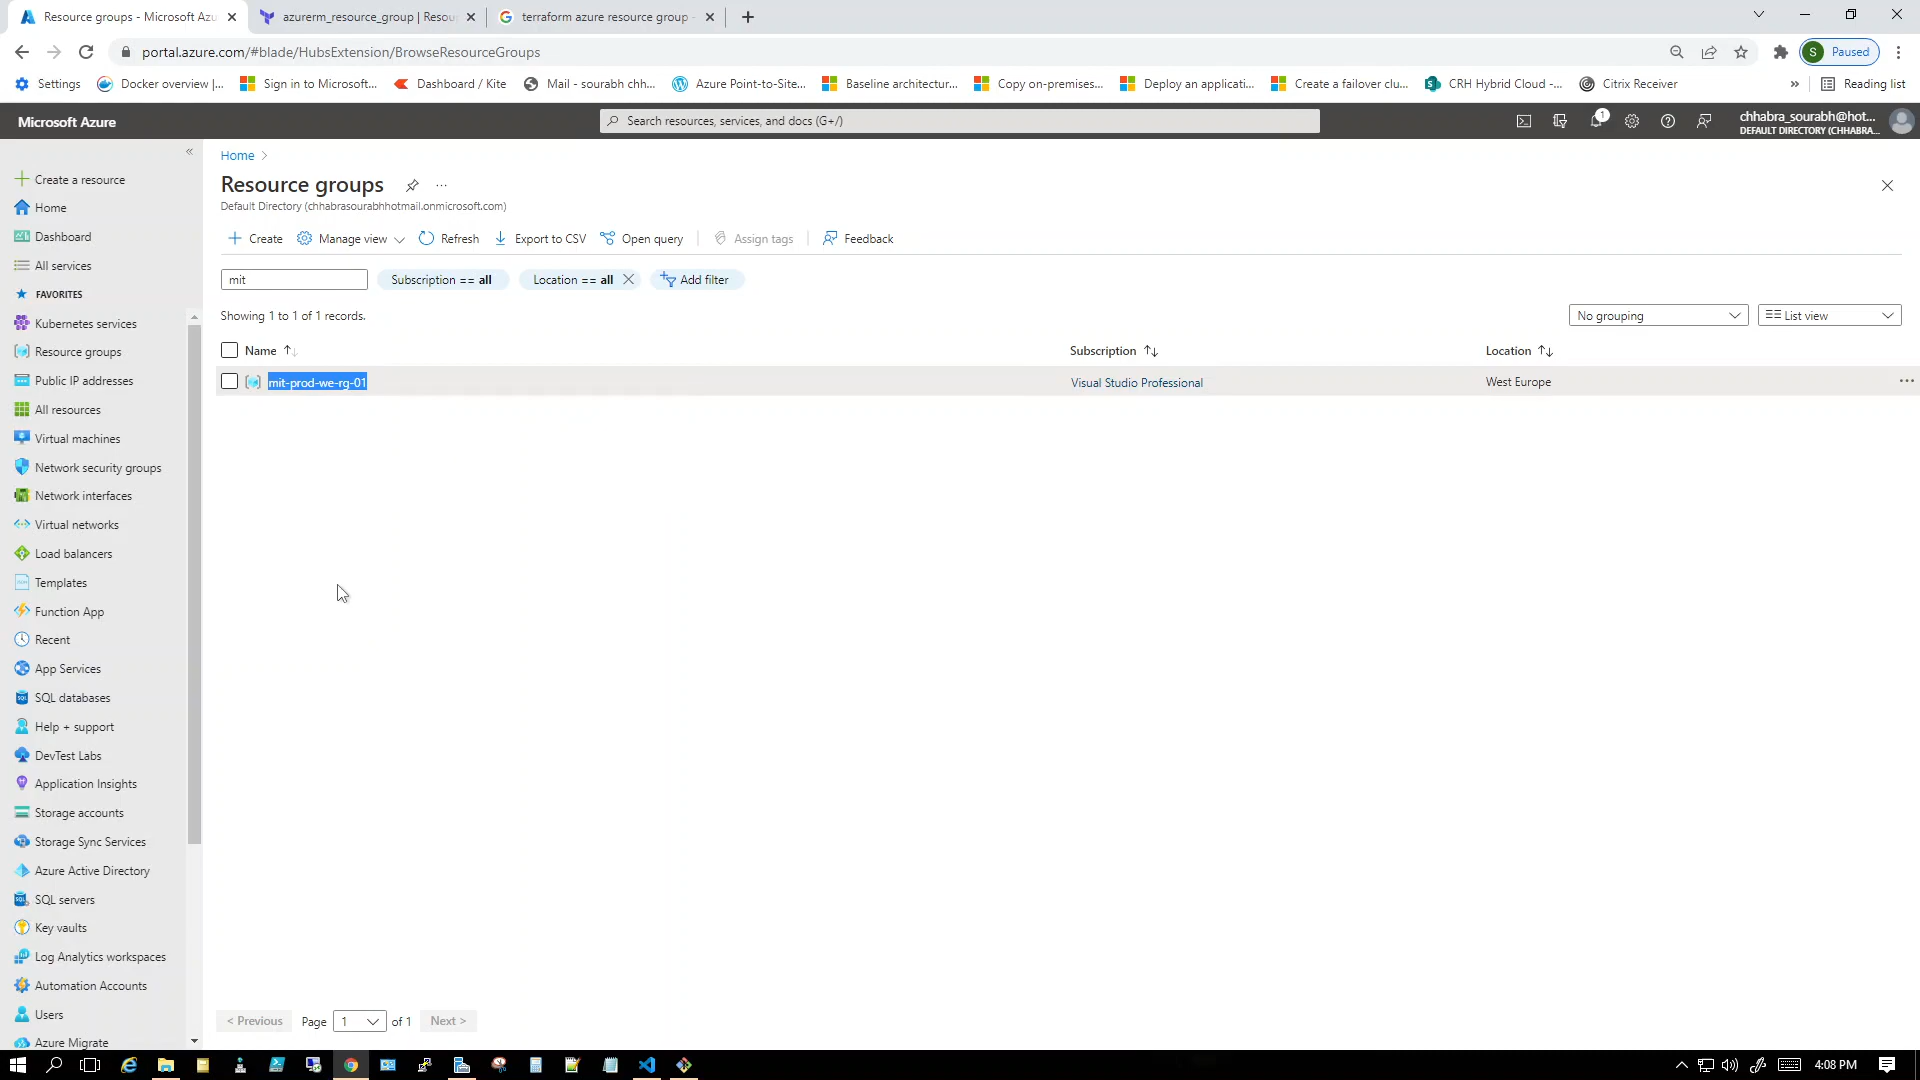 Resource groups - Microsoft Azu
azurerm_resource_group | Resou
terraform azure resource group -
portal.azure.com/#blade/HubsExtension/BrowseResourceGroups
S
Paused
Settings
Docker overview |...
Sign in to Microsoft...
Dashboard / Kite
Mail - sourabh chh...
Azure Point-to-Site...
Baseline architectur...
Copy on-premises...
Deploy an applicati...
Create a failover clu...
CRH Hybrid Cloud -...
Citrix Receiver
»
Reading list
Microsoft Azure
Search resources, services, and docs (G+/)
1
chhabra_sourabh@hot...
DEFAULT DIRECTORY (CHHABRA...
«
Create a resource
Home
Dashboard
All services
FAVORITES
Kubernetes services
Resource groups
Public IP addresses
All resources
Virtual machines
Network security groups
Network interfaces
Virtual networks
Load balancers
Templates
Function App
Recent
App Services
SQL databases
Help + support
DevTest Labs
Application Insights
Storage accounts
Storage Sync Services
Azure Active Directory
SQL servers
Key vaults
Log Analytics workspaces
Automation Accounts
Users
Azure Migrate
Home >
Resource groups ...
Default Directory (chhabrasourabhhotmail.onmicrosoft.com)
Create
Manage view
Refresh
Export to CSV
Open query
Assign tags
Feedback
mit
Subscription == all
Location == all
Add filter
Showing 1 to 1 of 1 records.
No grouping
List view
Name
Subscription
Location
mit-prod-we-rg-01
Visual Studio Professional
West Europe
...
< Previous
Page
1
of 1
Next >
4:08 PM